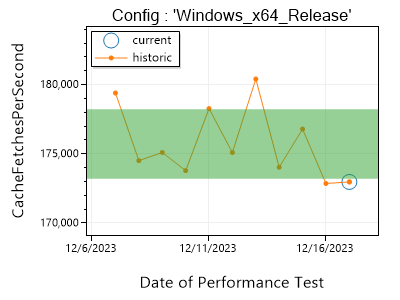 Config : 'Windows_x64_Release'
current
historic
CacheFetchesPerSecond
180,000
175,000
170,000
12/6/2023
12/11/2023
12/16/2023
Date of Performance Test